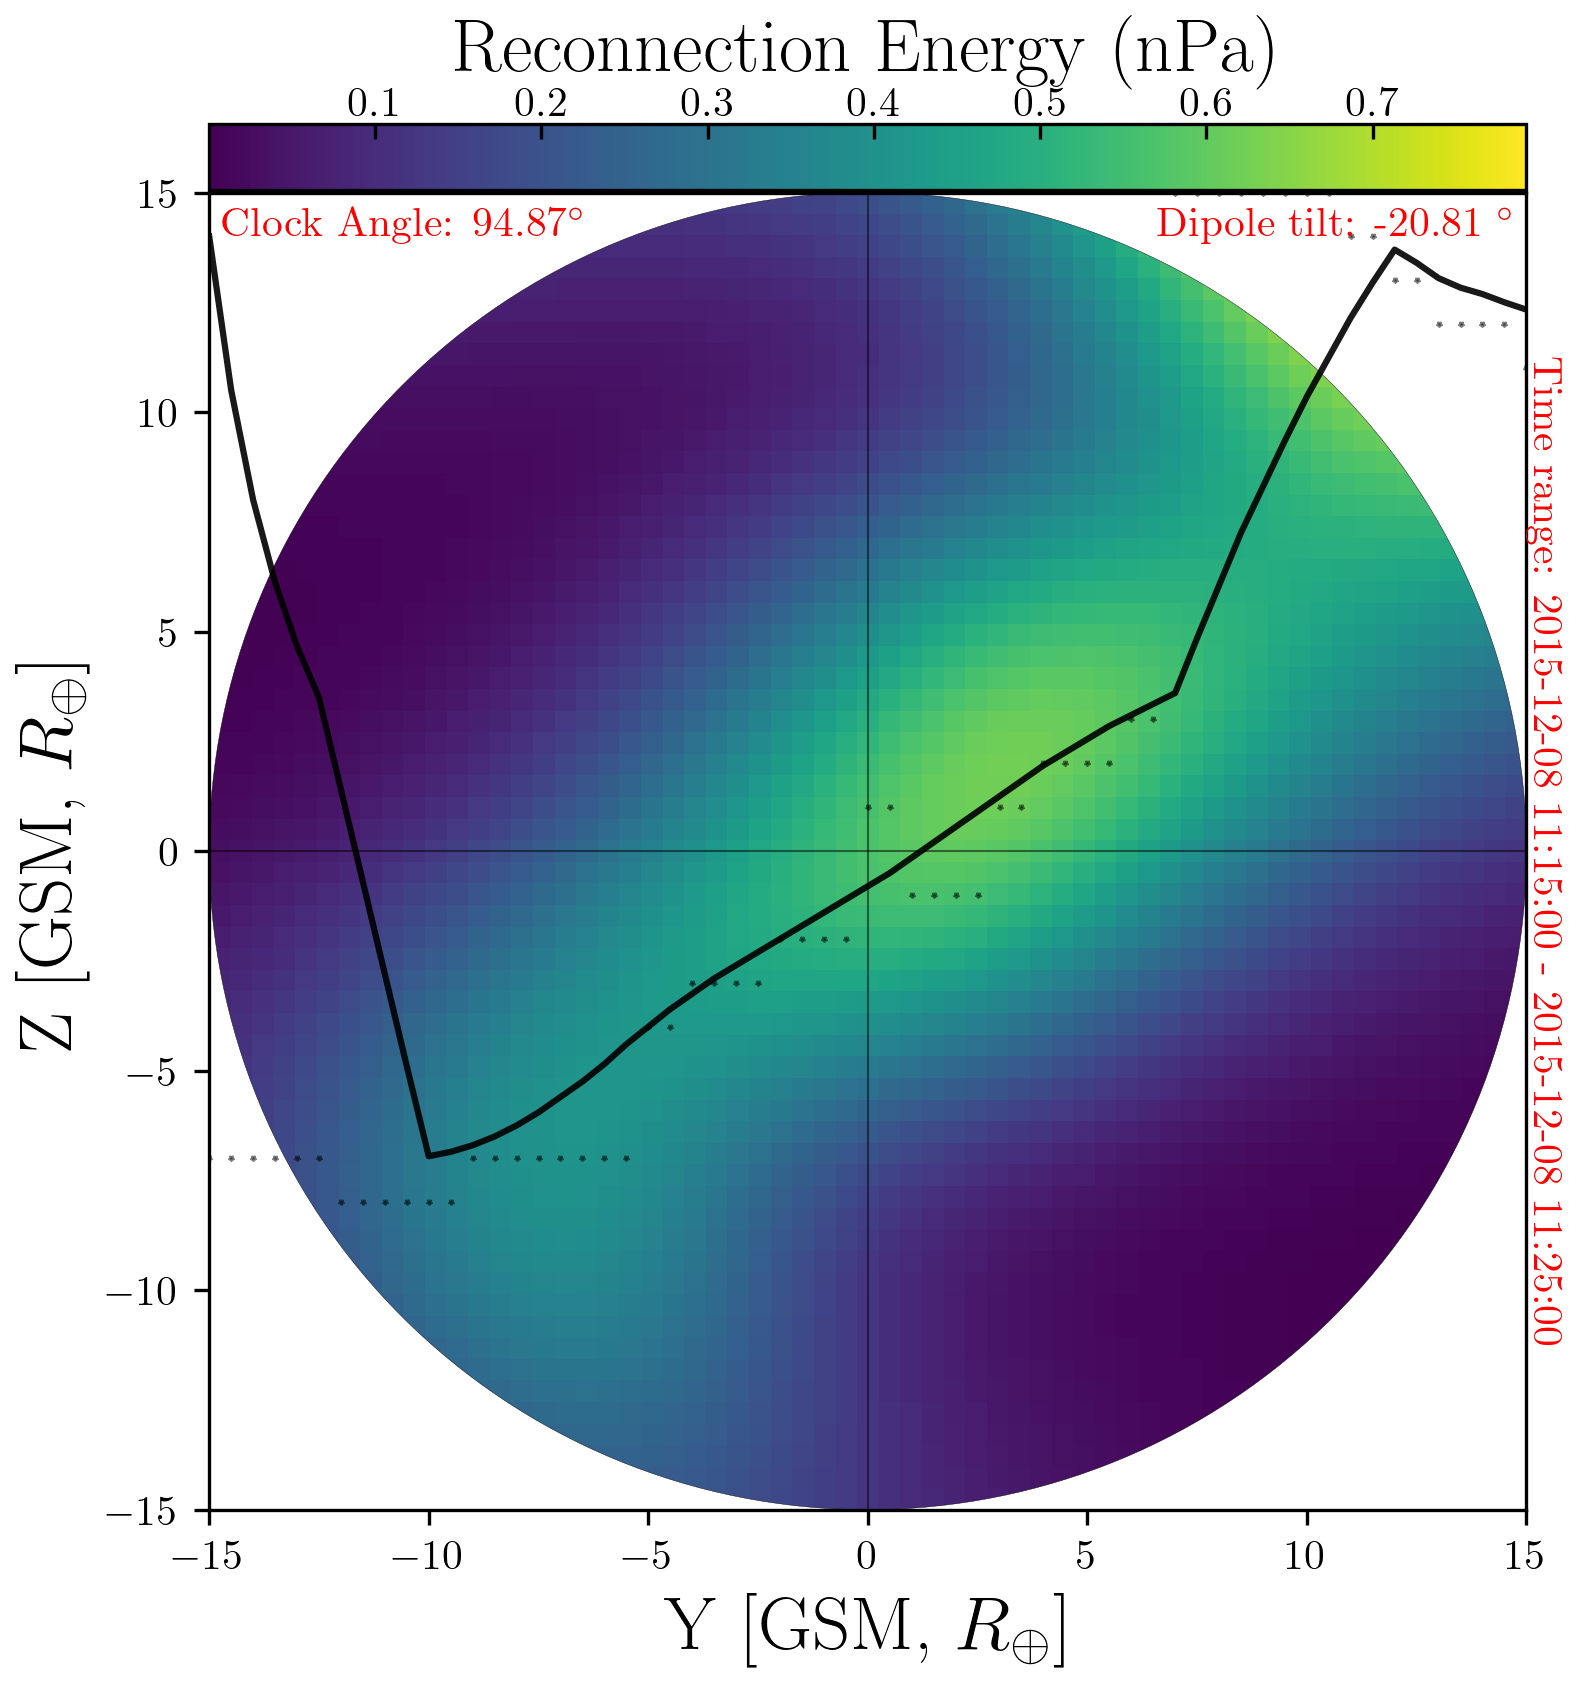 Reconnection Energy (nPa)
0.1 0.2 0.3 0.4 0.5 0.6 0.7
Clock Angle: 94.87°
Dipole tilt: -20.81 °
15
10
5
0
−5
−10
−15
Z [GSM, R⊕]
Time range: 2015-12-08 11:15:00 - 2015-12-08 11:25:00
−15 −10 −5 0 5 10 15
Y [GSM, R⊕]